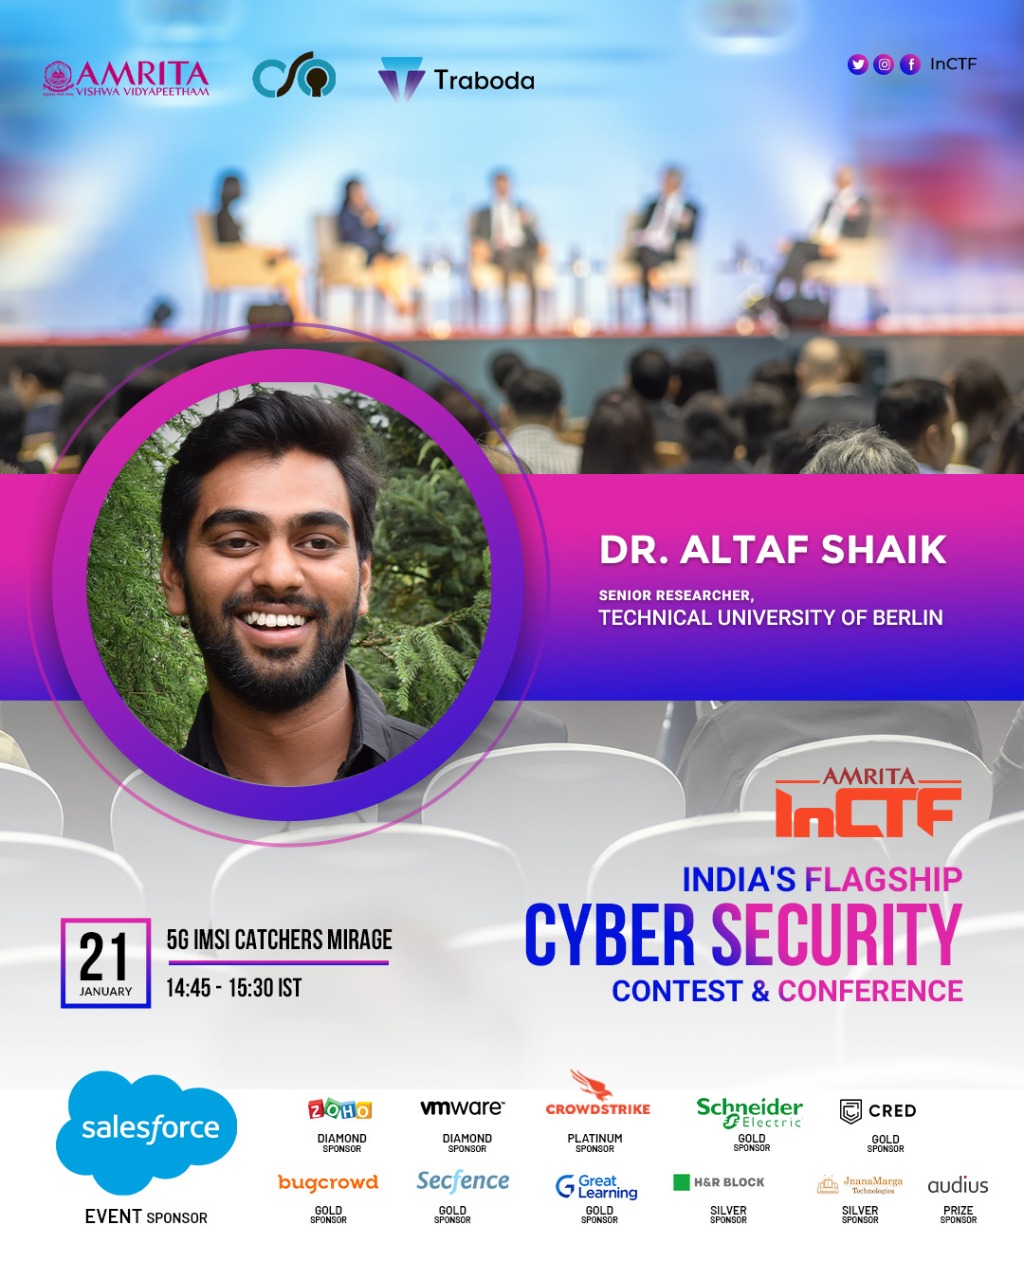 AMRITA
VISHWA VIDYAPEETHAM
Traboda
InCTF
DR. ALTAF SHAIK
SENIOR RESEARCHER,
TECHNICAL UNIVERSITY OF BERLIN
AMRITA
InCTF
INDIA'S FLAGSHIP
CYBER SECURITY
CONTEST & CONFERENCE
21
JANUARY
5G IMSI CATCHERS MIRAGE
14:45 - 15:30 IST
salesforce
EVENT SPONSOR
ZOHO
DIAMOND
SPONSOR
vmware
DIAMOND
SPONSOR
CROWDSTRIKE
PLATINUM
SPONSOR
Schneider
Electric
GOLD
SPONSOR
CRED
GOLD
SPONSOR
bugcrowd
GOLD
SPONSOR
Secfence
GOLD
SPONSOR
Great
Learning
GOLD
SPONSOR
H&R BLOCK
SILVER
SPONSOR
JnanaMarga
Technologies
SILVER
SPONSOR
audius
PRIZE
SPONSOR